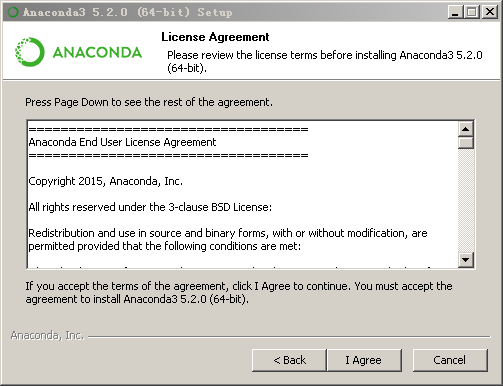 Anaconda3 5.2.0 (64-bit) Setup
ANACONDA
License Agreement
Please review the license terms before installing Anaconda3 5.2.0
(64-bit).
Press Page Down to see the rest of the agreement.
===================================
Anaconda End User License Agreement
===================================
Copyright 2015, Anaconda, Inc.
All rights reserved under the 3-clause BSD License:
Redistribution and use in source and binary forms, with or without modification, are
permitted provided that the following conditions are met:
If you accept the terms of the agreement, click I Agree to continue. You must accept the
agreement to install Anaconda3 5.2.0 (64-bit).
Anaconda, Inc.
< Back
I Agree
Cancel